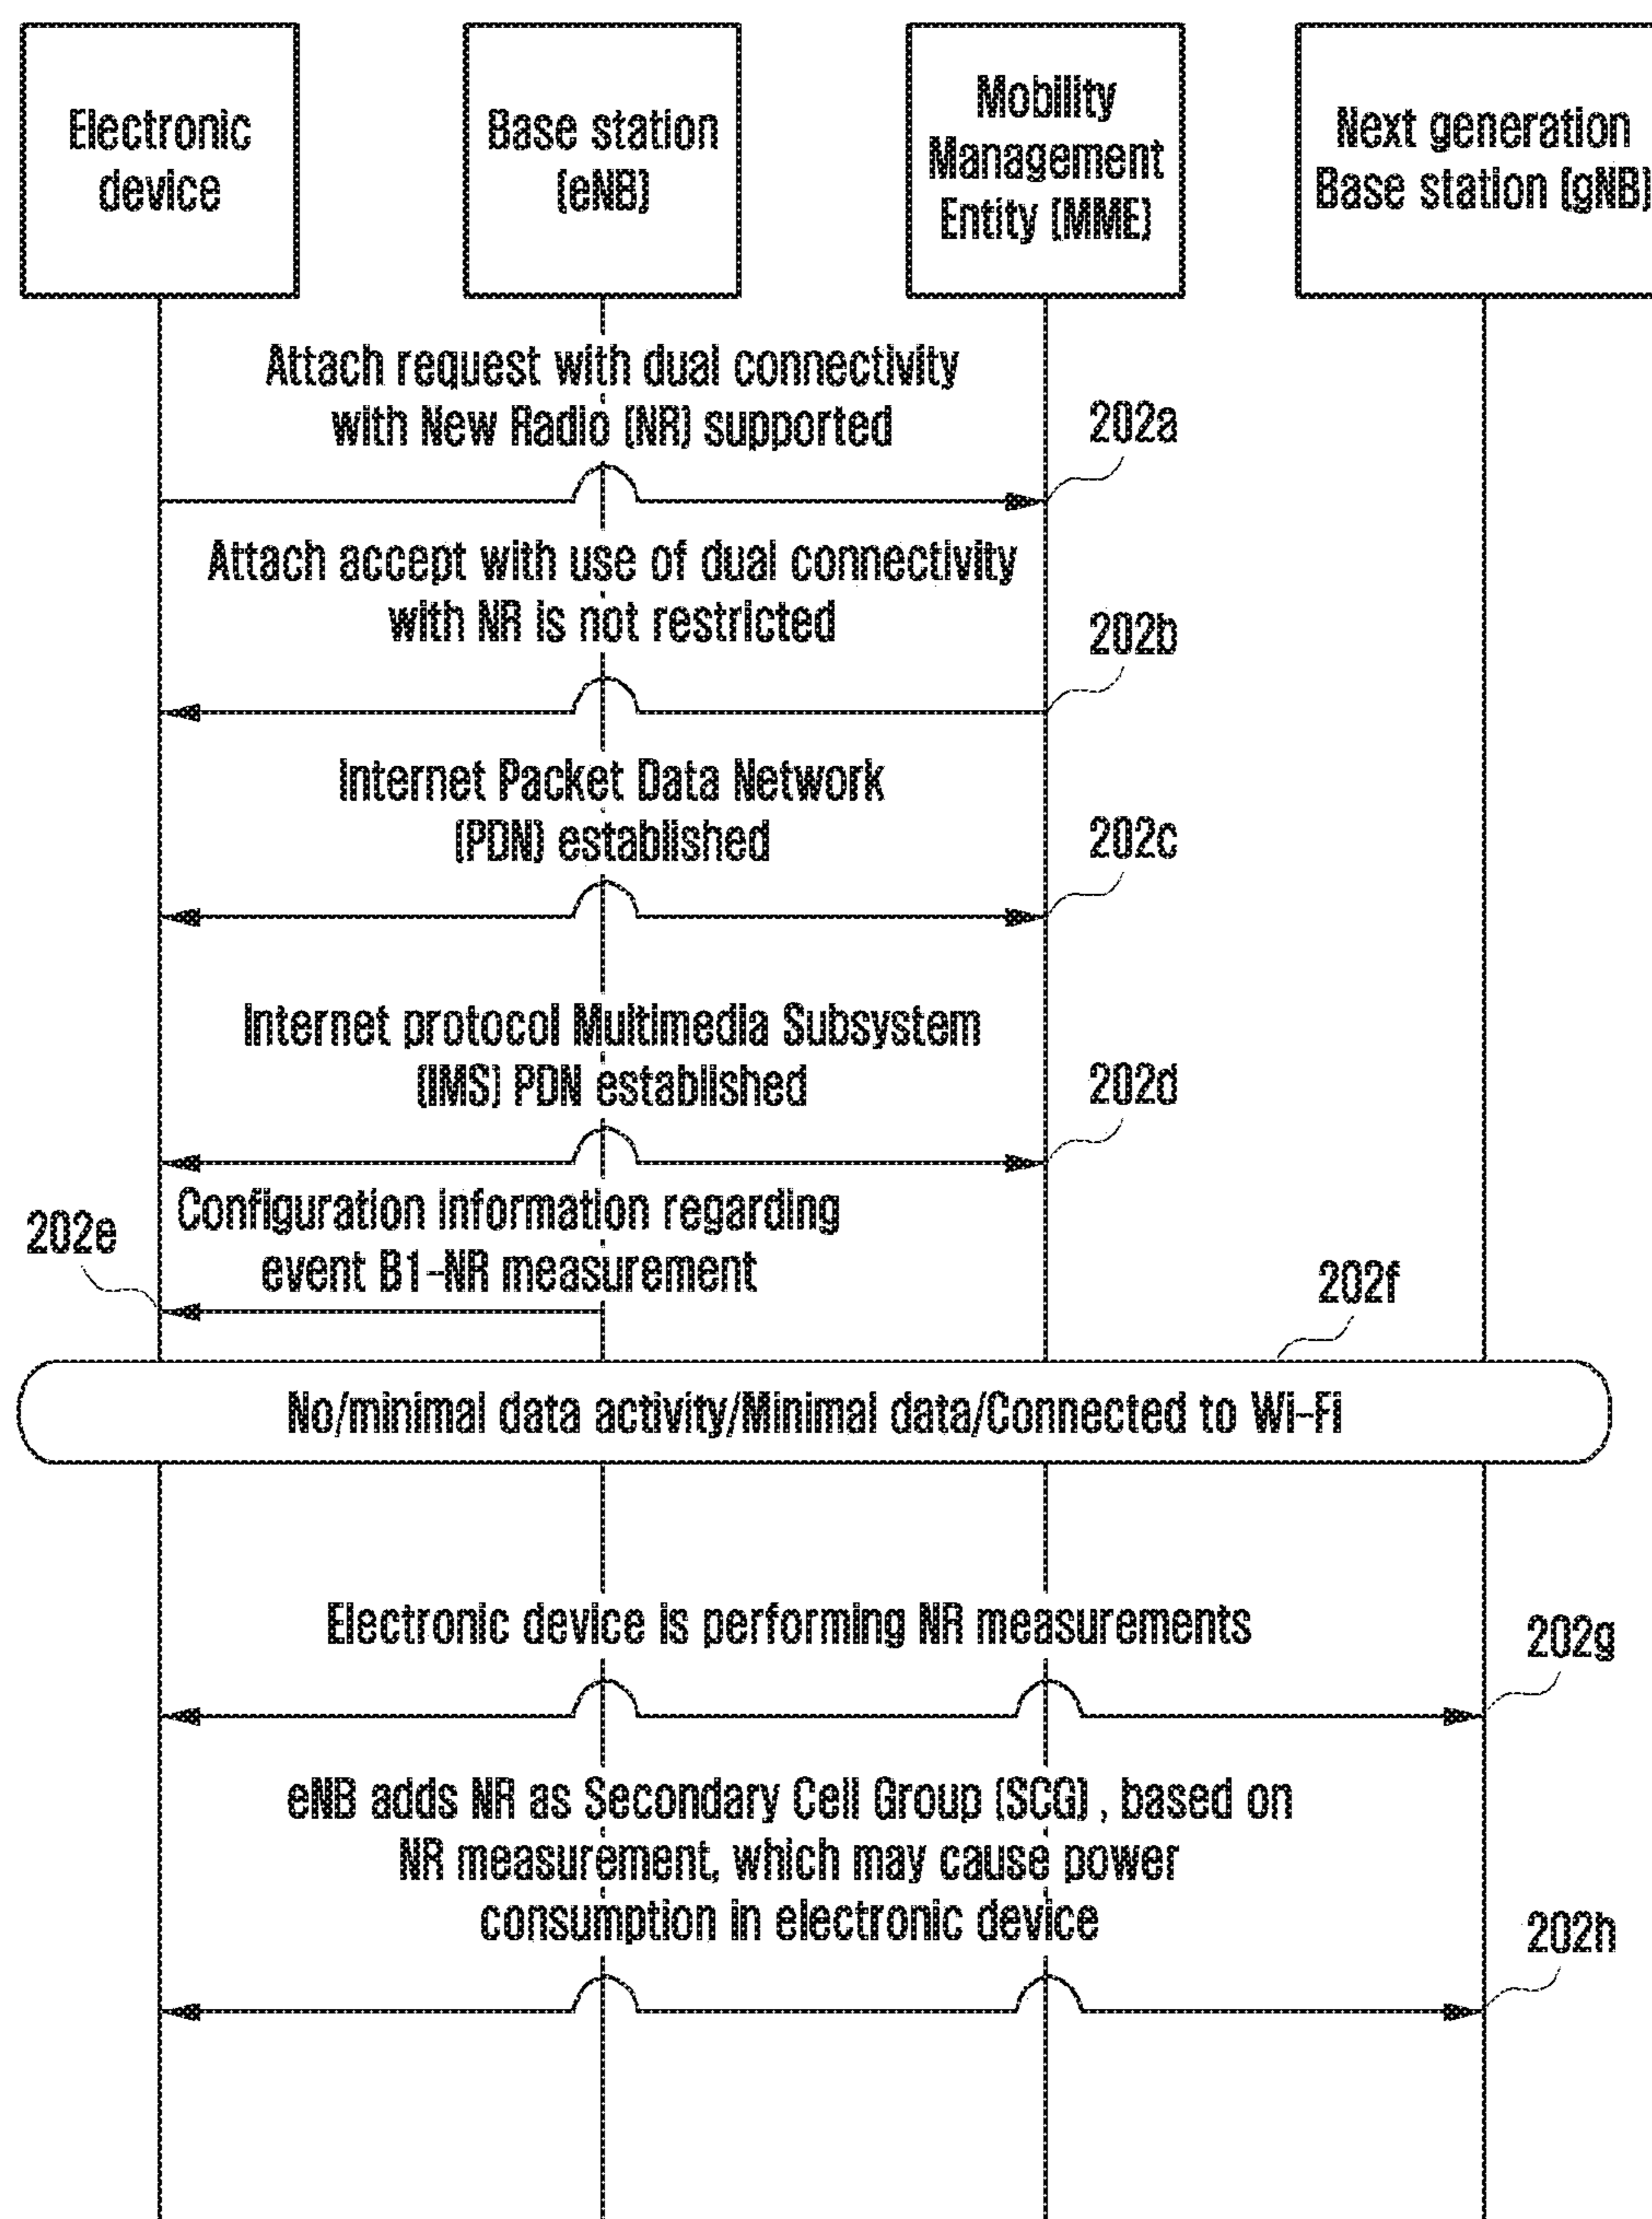 Electronic
device
Base station
(eNB)
Mobility
Management
Entity (MME)
Next generation
Base station (gNB)
Attach request with dual connectivity
with New Radio (NR) supported
202a
Attach accept with use of dual connectivity
with NR is not restricted
202b
Internet Packet Data Network
(PDN) established
202c
Internet protocol Multimedia Subsystem
(IMS) PDN established
202d
Configuration information regarding
event B1-NR measurement
202e
202f
No/minimal data activity/Minimal data/Connected to Wi-Fi
Electronic device is performing NR measurements
202g
eNB adds NR as Secondary Cell Group (SCG) , based on
NR measurement, which may cause power
consumption in electronic device
202h